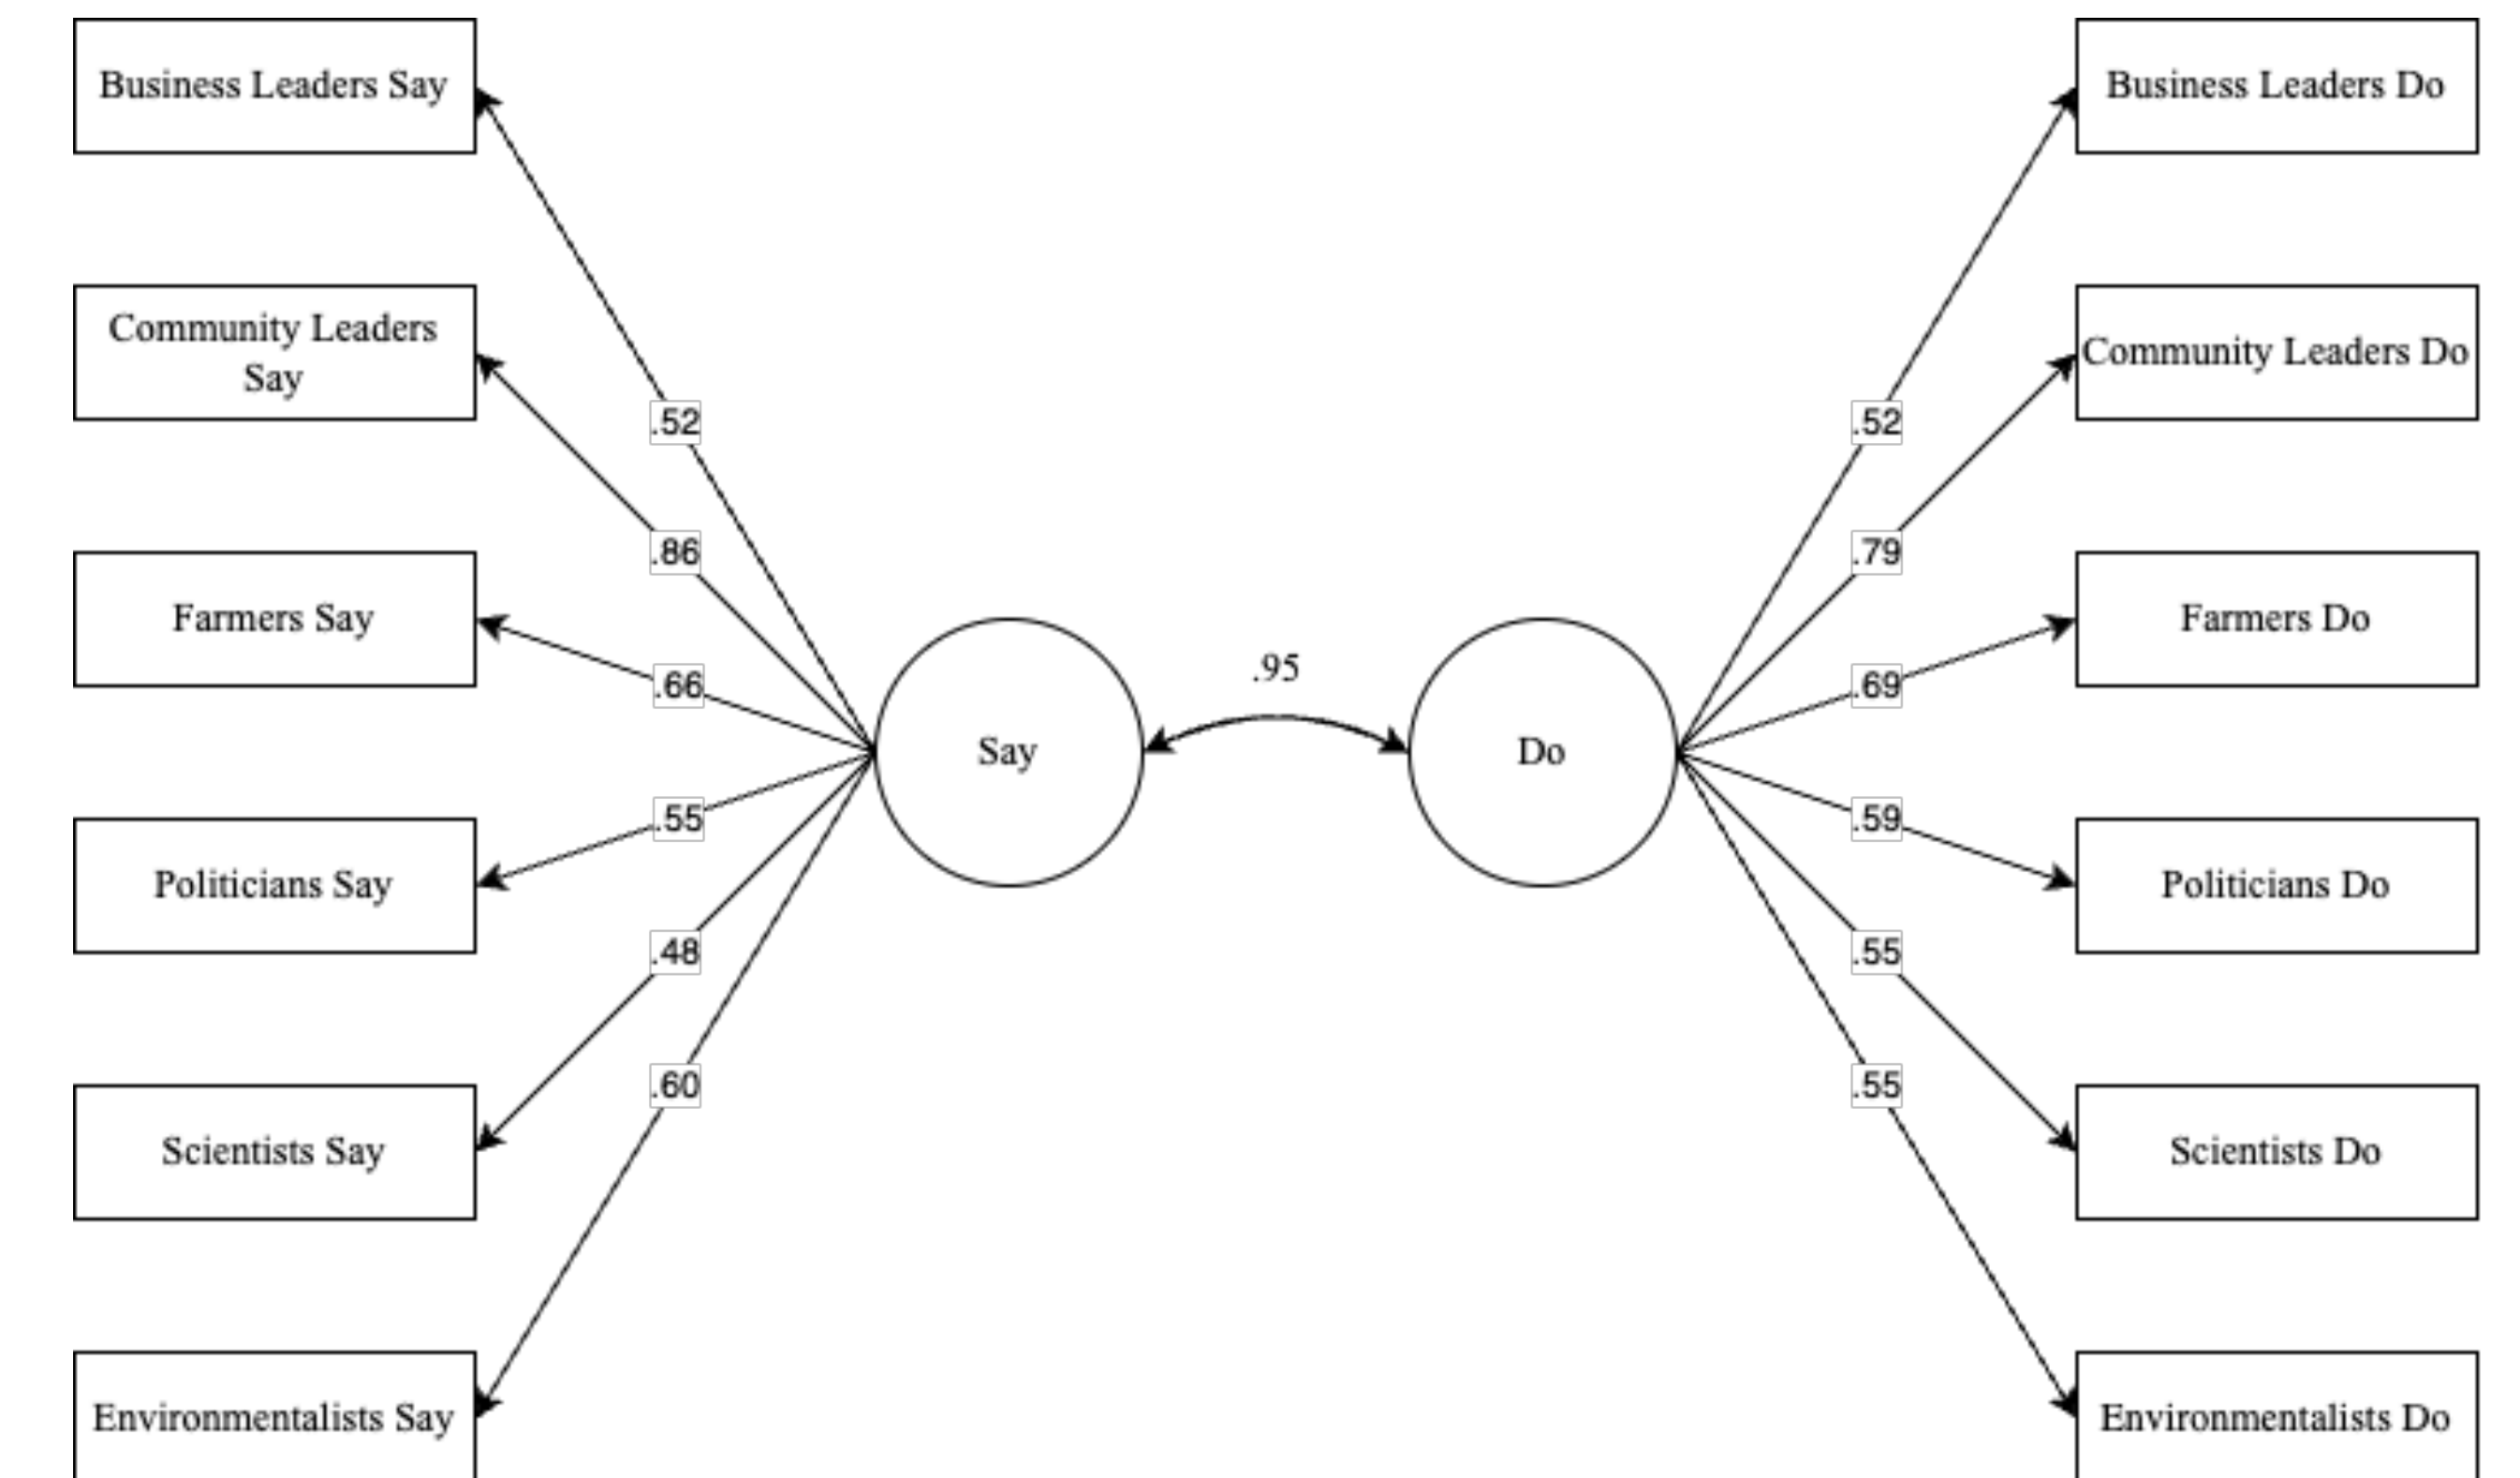 Business Leaders Say
Business Leaders Do
Community Leaders
Say
Community Leaders Do
.52
.52
.86
.79
Farmers Say
Farmers Do
.66
.95
.69
Say
Do
.55
.59
Politicians Say
Politicians Do
.48
.55
.60
.55
Scientists Say
Scientists Do
Environmentalists Say
Environmentalists Do